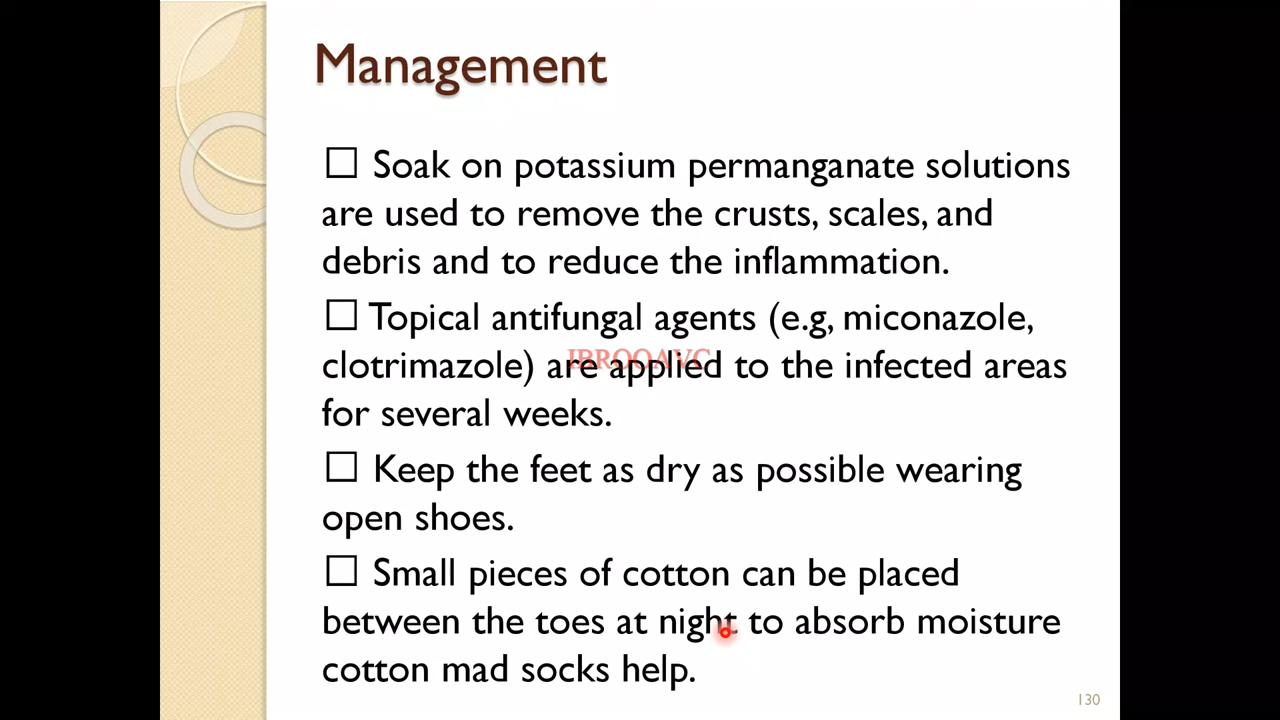 Management
☐ Soak on potassium permanganate solutions
are used to remove the crusts, scales, and
debris and to reduce the inflammation.
☐ Topical antifungal agents (e.g, miconazole,
clotrimazole) are applied to the infected areas
for several weeks.
☐ Keep the feet as dry as possible wearing
open shoes.
☐ Small pieces of cotton can be placed
between the toes at night to absorb moisture
cotton mad socks help.
130